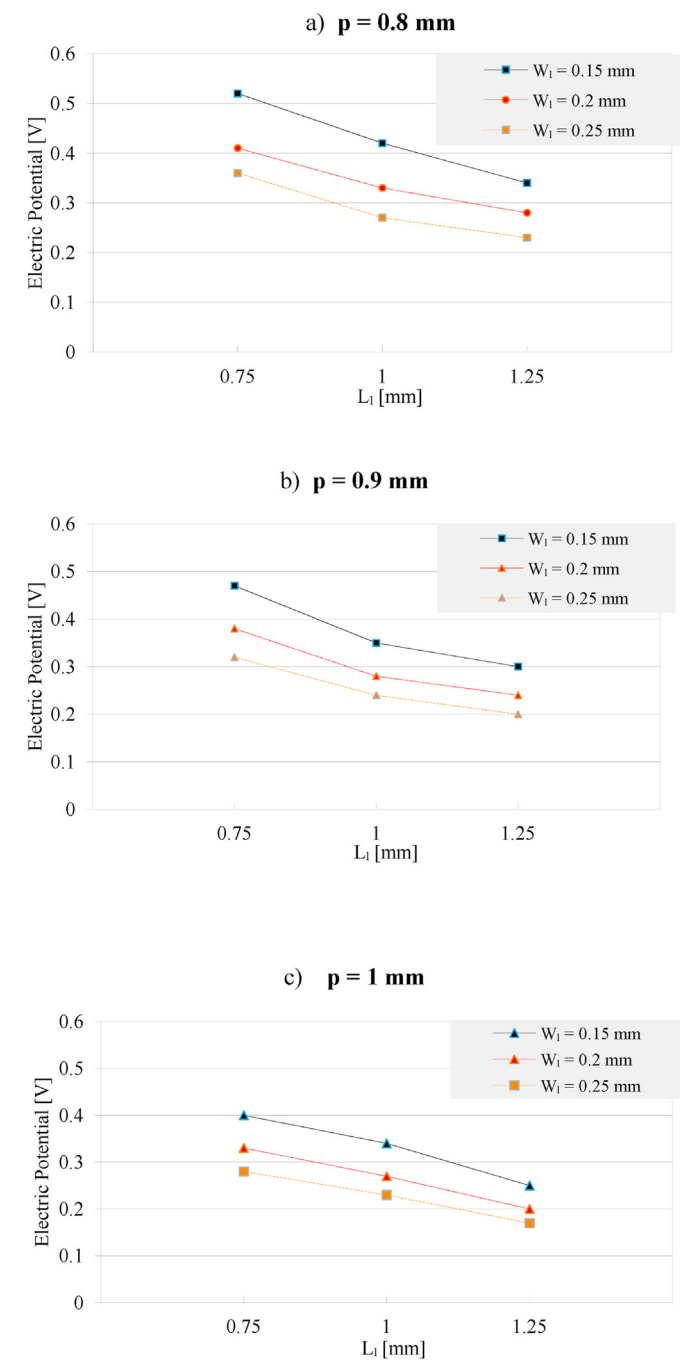 a) p = 0.8 mm
0.6
W₁ = 0.15 mm
0.5
W₁ = 0.2 mm
W₁ = 0.25 mm
0.4
0.3
0.2
0.1
0
Electric Potential [V]
0.75 1 1.25
L₁ [mm]
b) p = 0.9 mm
0.6
W₁ = 0.15 mm
0.5
W₁ = 0.2 mm
W₁ = 0.25 mm
0.4
0.3
0.2
0.1
0
Electric Potential [V]
0.75 1 1.25
L₁ [mm]
c) p = 1 mm
0.6
W₁ = 0.15 mm
0.5
W₁ = 0.2 mm
W₁ = 0.25 mm
0.4
0.3
0.2
0.1
0
Electric Potential [V]
0.75 1 1.25
L₁ [mm]